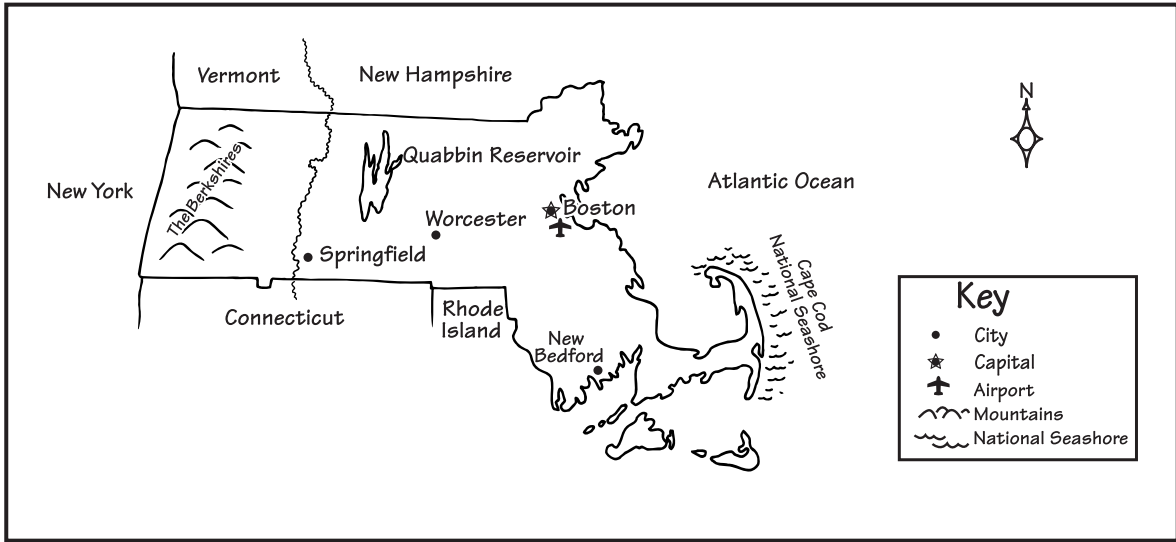 Vermont
New Hampshire
N
Quabbin Reservoir
The Berkshires
New York
Atlantic Ocean
Boston
Worcester
Springfield
Cape Cod
National Seashore
Connecticut
Rhode
Island
New
Bedford
Key
City
Capital
Airport
Mountains
National Seashore